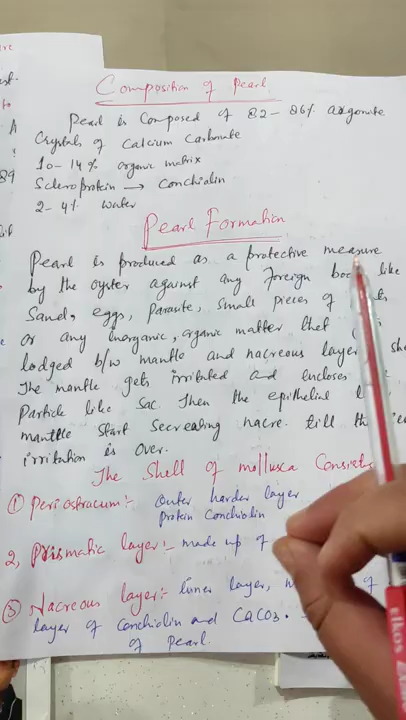 Composition of Pearl
Pearl is Composed of 82-86% aragonite
Crystals of Calcium Carbonate
10-14% organic matrix
Scleroprotein → Conchiolin
2-4% Water
Pearl Formation
Pearl is produced as a protective measure
by the oyster against any foreign like
Sand, eggs, Parasite, Small pieces of
or any Inorganic, organic matter that
lodged b/w mantle and nacreous layer
The mantle gets irritated and encloses
Particle like Sac. Then the epithelial
mantle Start Secreating nacre. till the
irritation is over.
The Shell of mollusca Consists
① Periostracum:- Outer harder layer
Protein Conchiolin
2, Prismatic layer:- made up of
③ Nacreous layer:- Inner layer, of
layer of Conchiolin and CaCO3.
of pearl.